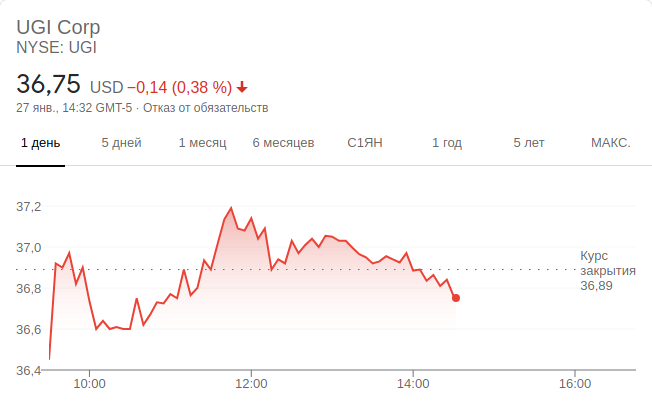 UGI Corp
NYSE: UGI
36,75 USD −0,14 (0,38 %)
27 янв., 14:32 GMT-5 · Отказ от обязательств
1 день 5 дней 1 месяц 6 месяцев С1ЯН 1 год 5 лет МАКС.
37,2
37,0
Курс
закрытия
36,89
36,8
36,6
36,4
10:00 12:00 14:00 16:00